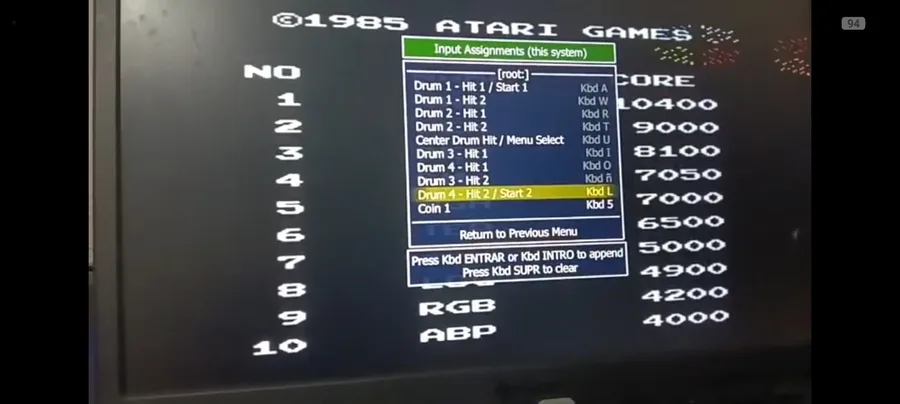 94
©1985 ATARI GAMES
Input Assignments (this system)
NO
CORE
[root:]
Drum 1 - Hit 1 / Start 1 Kbd A
Drum 1 - Hit 2 Kbd W
Drum 2 - Hit 1 Kbd R
Drum 2 - Hit 2 Kbd T
Center Drum Hit / Menu Select Kbd U
Drum 3 - Hit 1 Kbd I
Drum 4 - Hit 1 Kbd O
Drum 3 - Hit 2 Kbd ñ
Drum 4 - Hit 2 / Start 2 Kbd L
Coin 1 Kbd 5
Return to Previous Menu
Press Kbd ENTRAR or Kbd INTRO to append
Press Kbd SUPR to clear
1 10400
2 9000
3 8100
4 7050
5 7000
6 6500
7 5000
8 4900
9 RGB 4200
10 ABP 4000